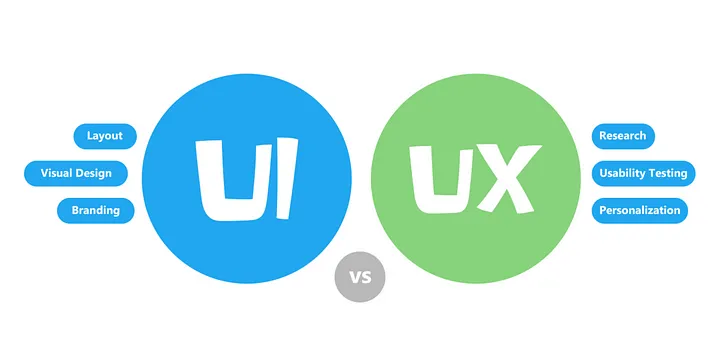 Layout
Visual Design
Branding
UI
UX
vs
Research
Usability Testing
Personalization